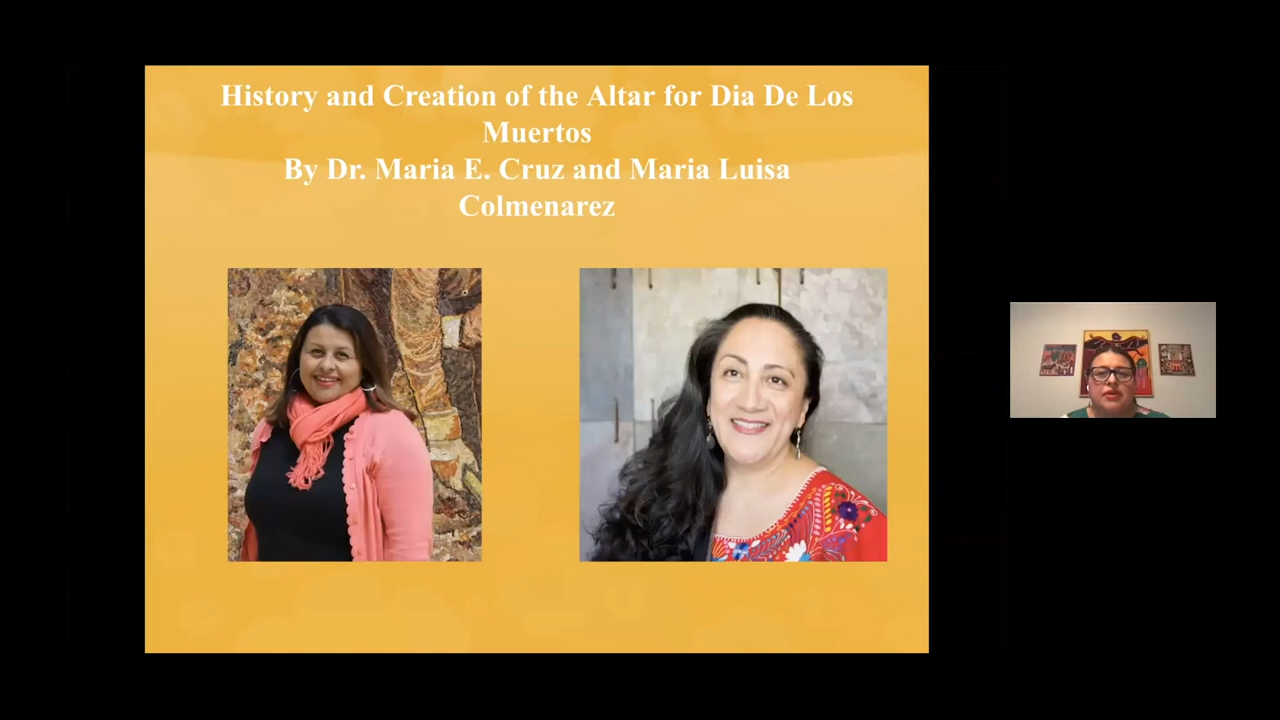 History and Creation of the Altar for Dia De Los
Muertos
By Dr. Maria E. Cruz and Maria Luisa
Colmenarez